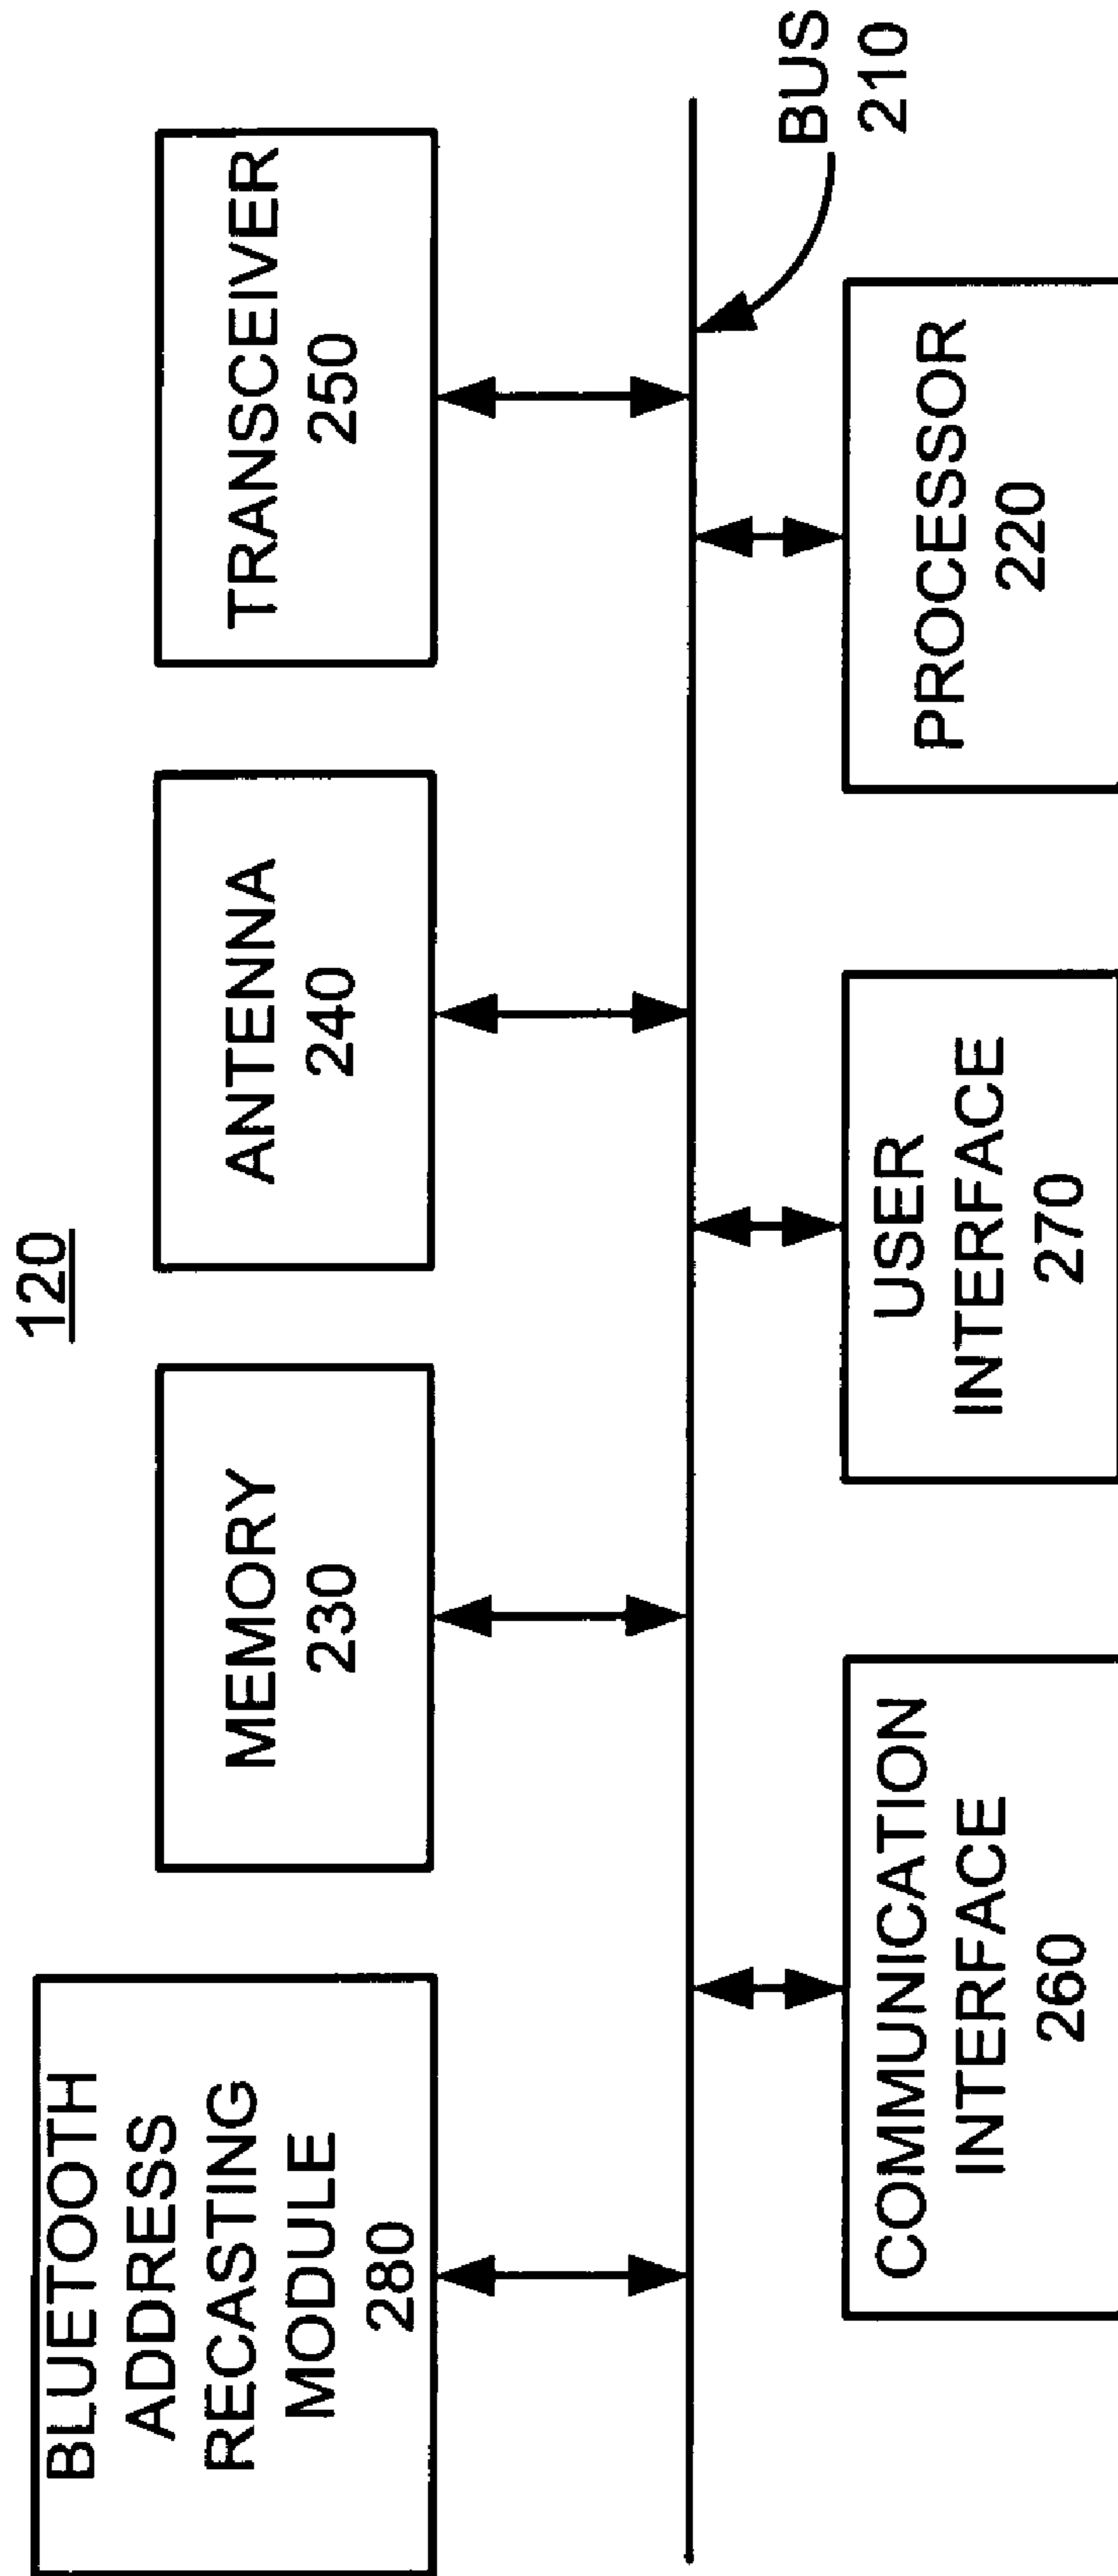 120
BLUETOOTH
ADDRESS
RECASTING
MODULE
280
MEMORY
230
ANTENNA
240
TRANSCEIVER
250
BUS
210
COMMUNICATION
INTERFACE
260
USER
INTERFACE
270
PROCESSOR
220